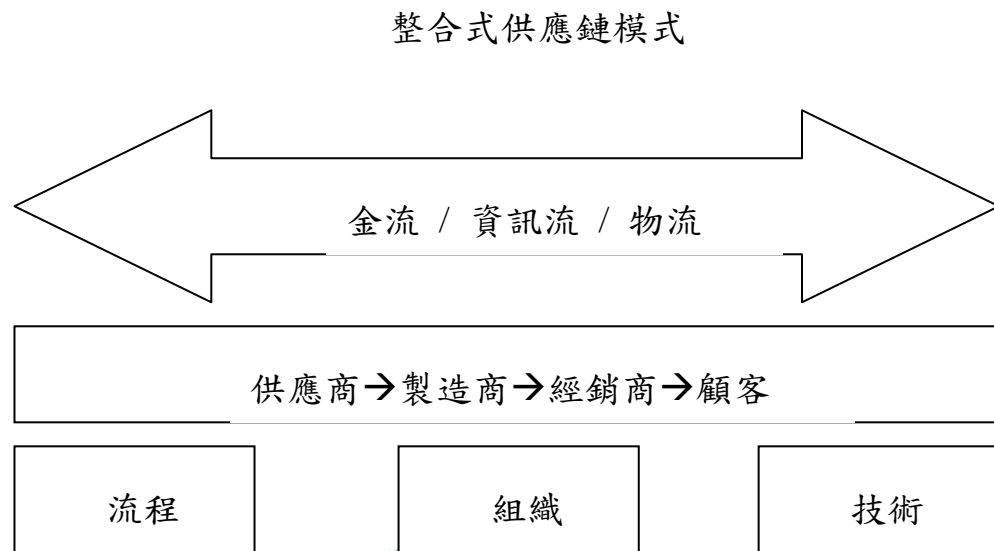 整合式供應鏈模式
金流 / 資訊流 / 物流
供應商→製造商→經銷商→顧客
流程 組織 技術